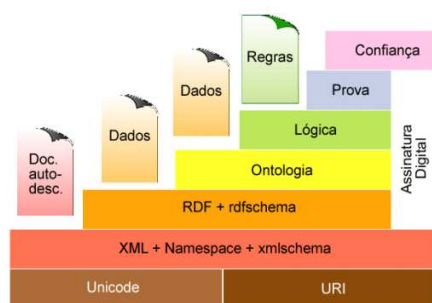 Regras
Confiança
Dados
Prova
Dados
Lógica
Doc.
auto-
desc.
Ontologia
Assinatura
Digital
RDF + rdfschema
XML + Namespace + xmlschema
Unicode
URI